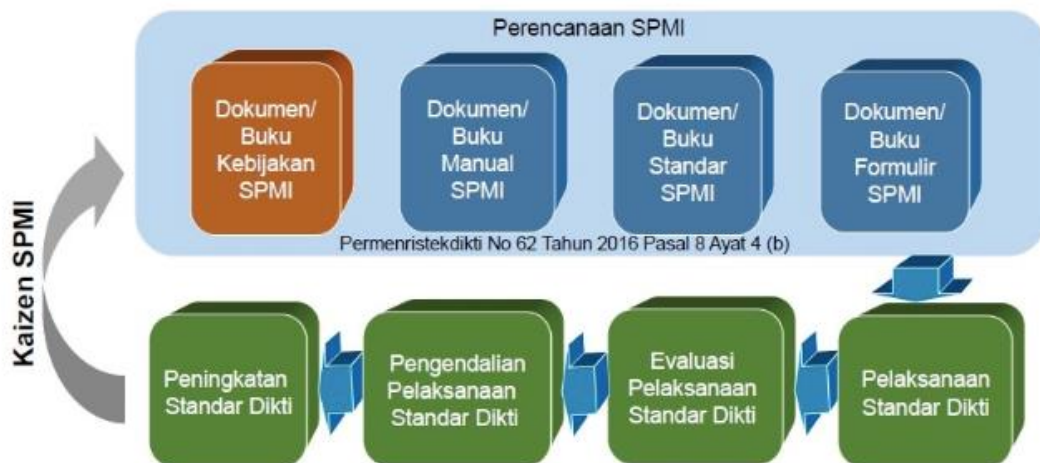 Perencanaan SPMI
Dokumen/
Buku
Kebijakan
SPMI
Dokumen/
Buku
Manual
SPMI
Dokumen/
Buku
Standar
SPMI
Dokumen/
Buku
Formulir
SPMI
Permenristekdikti No 62 Tahun 2016 Pasal 8 Ayat 4 (b)
Kaizen SPMI
Peningkatan
Standar Dikti
Pengendalian
Pelaksanaan
Standar Dikti
Evaluasi
Pelaksanaan
Standar Dikti
Pelaksanaan
Standar Dikti